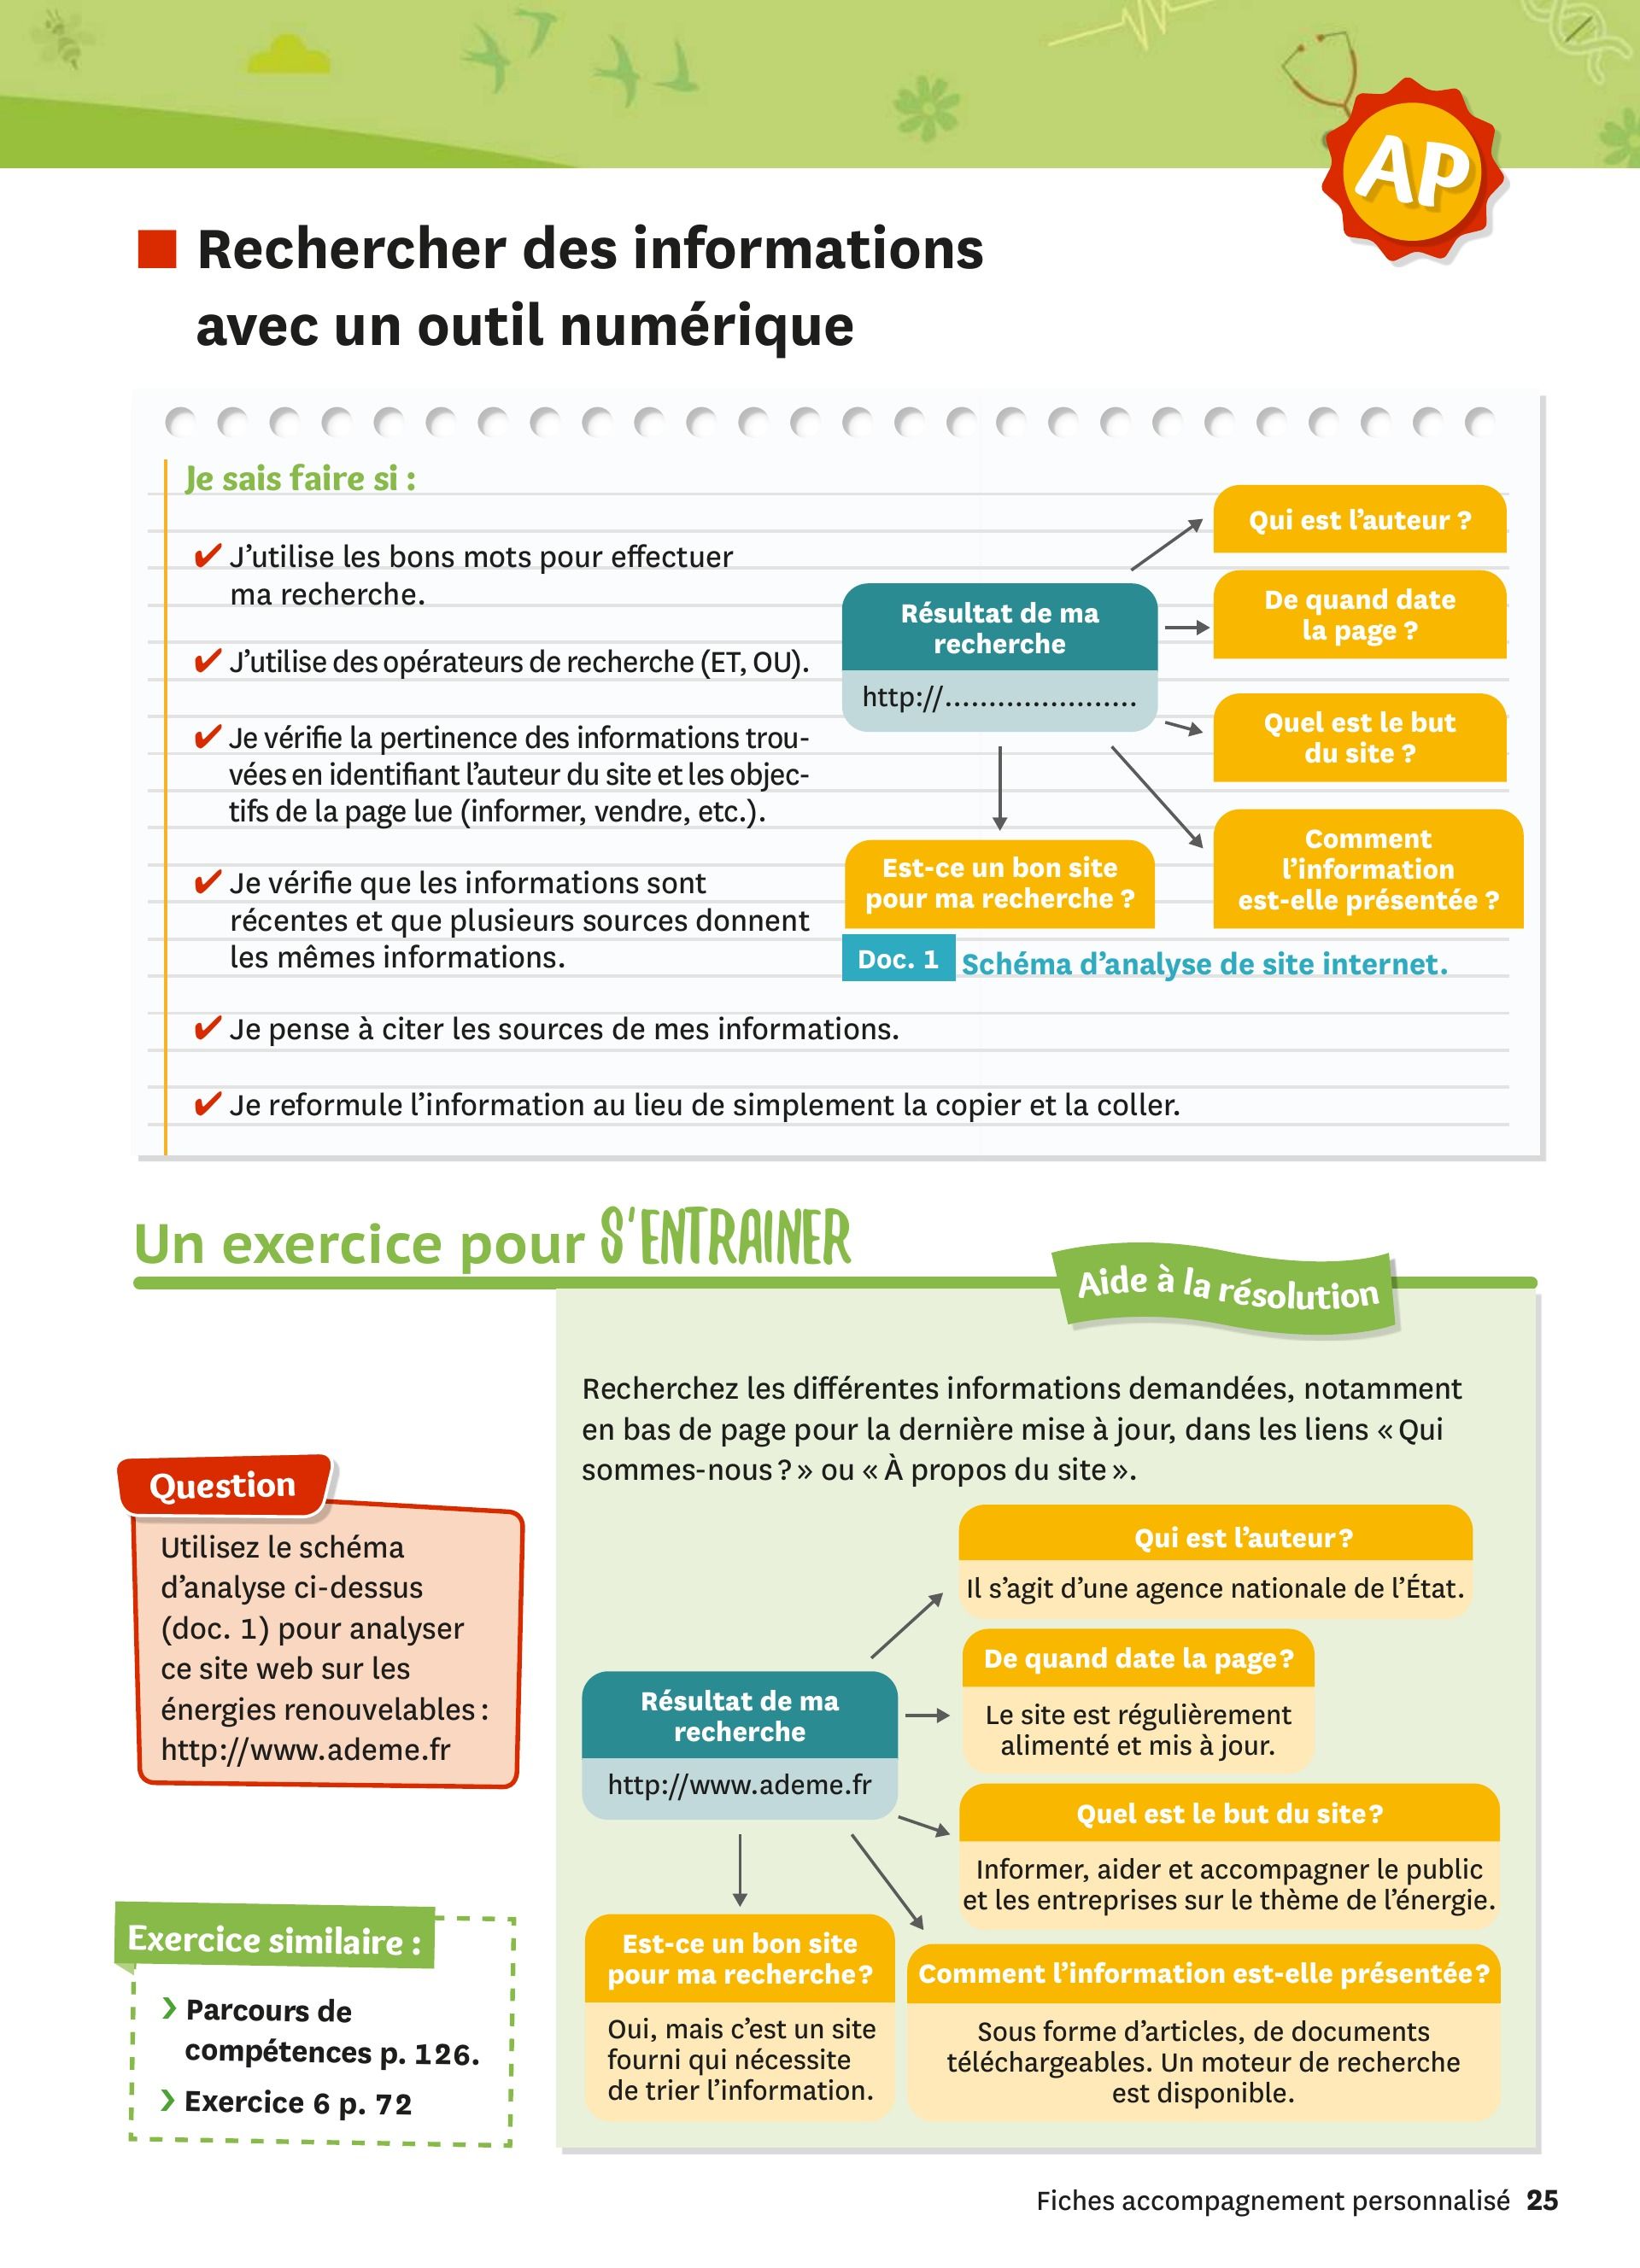 AP
Rechercher des informations
avec un outil numérique
Je sais faire si :
✔ J'utilise les bons mots pour effectuer
ma recherche.
✔ J'utilise des opérateurs de recherche (ET, OU).
✔ Je vérifie la pertinence des informations trou-
vées en identifiant l'auteur du site et les objec-
tifs de la page lue (informer, vendre, etc.).
✔ Je vérifie que les informations sont
récentes et que plusieurs sources donnent
les mêmes informations.
✔ Je pense à citer les sources de mes informations.
✔ Je reformule l'information au lieu de simplement la copier et la coller.
Résultat de ma
recherche
http://......................
Qui est l'auteur ?
De quand date
la page ?
Quel est le but
du site ?
Comment
l'information
est-elle présentée ?
Est-ce un bon site
pour ma recherche ?
Doc. 1 Schéma d'analyse de site internet.
Un exercice pour S'ENTRAINER
Aide à la résolution
Question
Utilisez le schéma
d'analyse ci-dessus
(doc. 1) pour analyser
ce site web sur les
énergies renouvelables :
http://www.ademe.fr
Exercice similaire :
› Parcours de
compétences p. 126.
› Exercice 6 p. 72
Recherchez les différentes informations demandées, notamment
en bas de page pour la dernière mise à jour, dans les liens « Qui
sommes-nous ? » ou « À propos du site ».
Résultat de ma
recherche
http://www.ademe.fr
Qui est l'auteur ?
Il s'agit d'une agence nationale de l'État.
De quand date la page ?
Le site est régulièrement
alimenté et mis à jour.
Quel est le but du site ?
Informer, aider et accompagner le public
et les entreprises sur le thème de l'énergie.
Comment l'information est-elle présentée ?
Sous forme d'articles, de documents
téléchargeables. Un moteur de recherche
est disponible.
Est-ce un bon site
pour ma recherche ?
Oui, mais c'est un site
fourni qui nécessite
de trier l'information.
Fiches accompagnement personnalisé 25